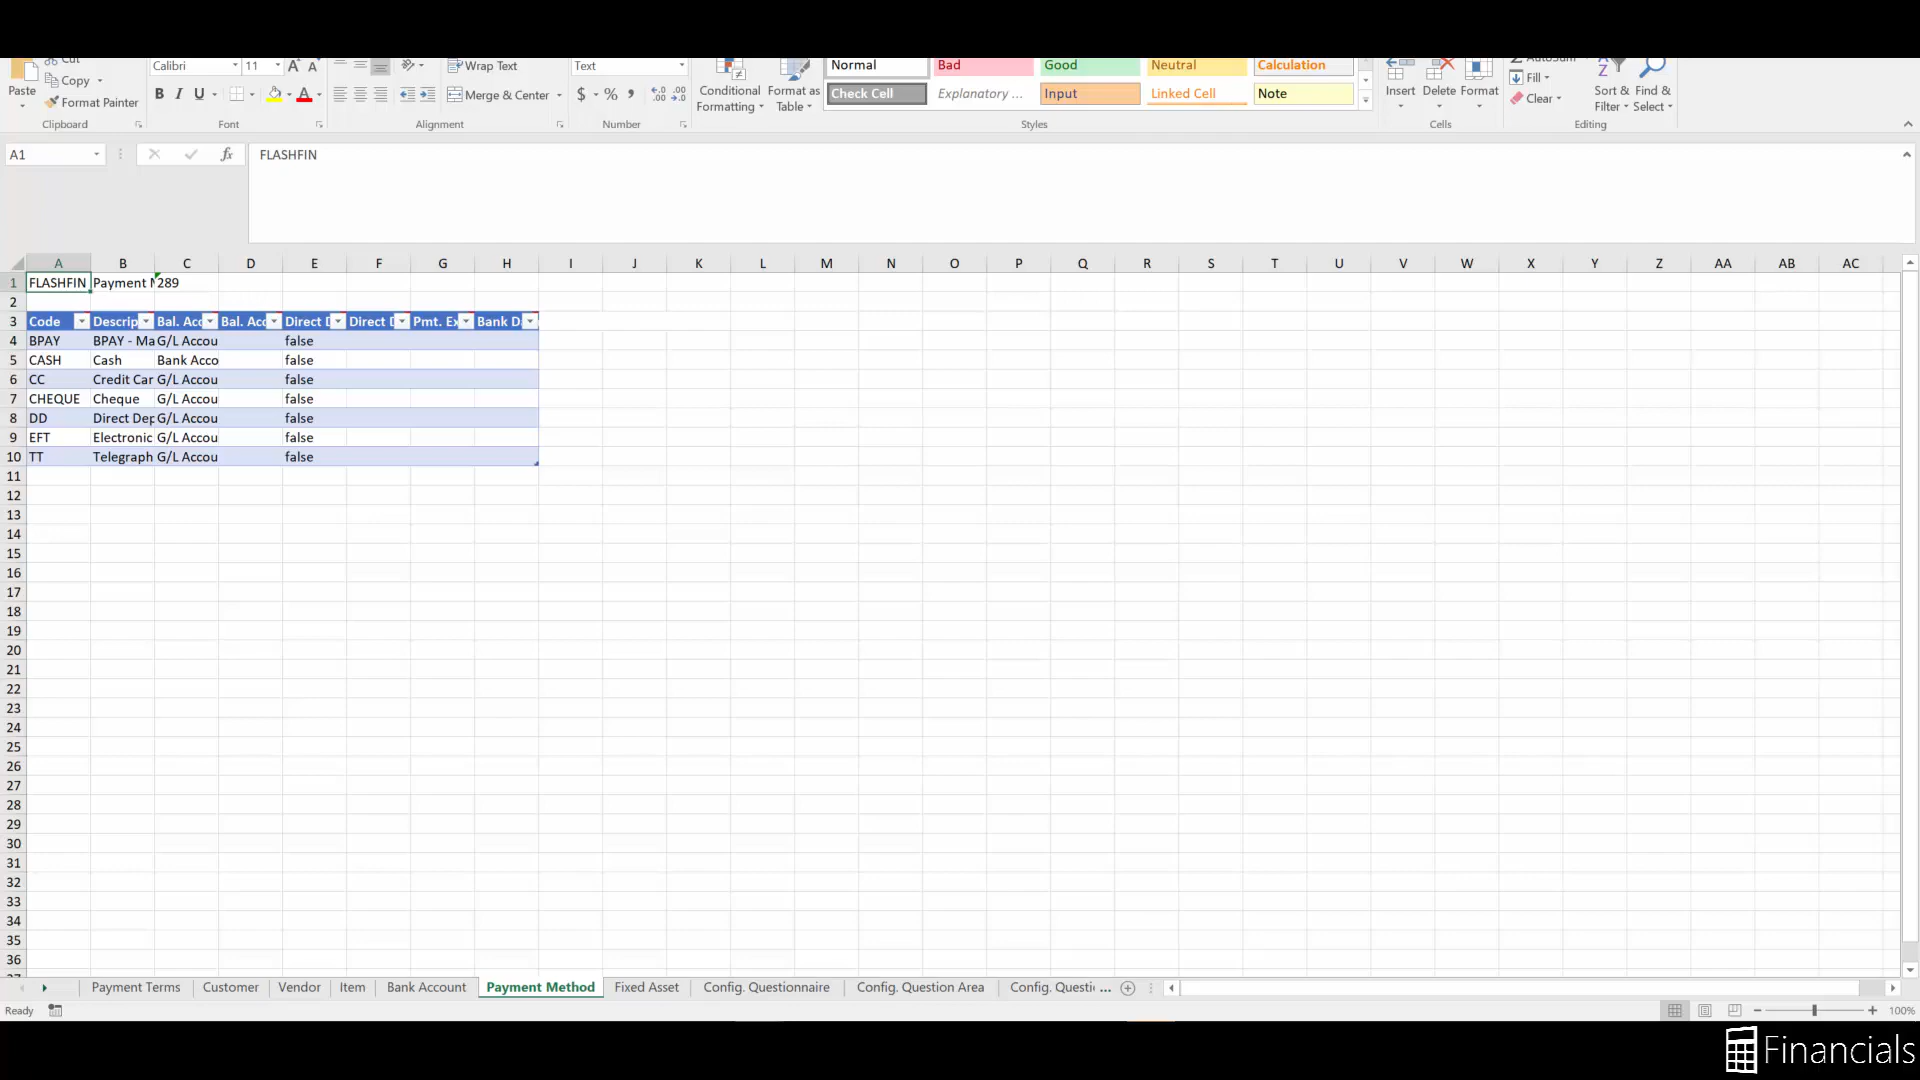 Cut
Copy
Paste
Format Painter
Clipboard
Calibri
11
A A
B I U
A
Font
Wrap Text
Merge & Center
Alignment
Text
$ % ,
Number
Conditional Formatting
Format as Table
Normal Bad Good Neutral Calculation
Check Cell Explanatory ... Input Linked Cell Note
Styles
Insert Delete Format
Cells
AutoSum
Fill
Clear
Sort & Filter
Find & Select
Editing
A1
fx
FLASHFIN
A B C D E F G H I J K L M N O P Q R S T U V W X Y Z AA AB AC
1 FLASHFIN Payment M 289
2
3 Code Descrip Bal. Acc Bal. Acc Direct D Direct D Pmt. Ex Bank D
4 BPAY BPAY - Ma G/L Accou false
5 CASH Cash Bank Acco false
6 CC Credit Car G/L Accou false
7 CHEQUE Cheque G/L Accou false
8 DD Direct Dep G/L Accou false
9 EFT Electronic G/L Accou false
10 TT Telegraph G/L Accou false
11
12
13
14
15
16
17
18
19
20
21
22
23
24
25
26
27
28
29
30
31
32
33
34
35
36
Payment Terms Customer Vendor Item Bank Account Payment Method Fixed Asset Config. Questionnaire Config. Question Area Config. Questi ...
Ready
100%
Financials